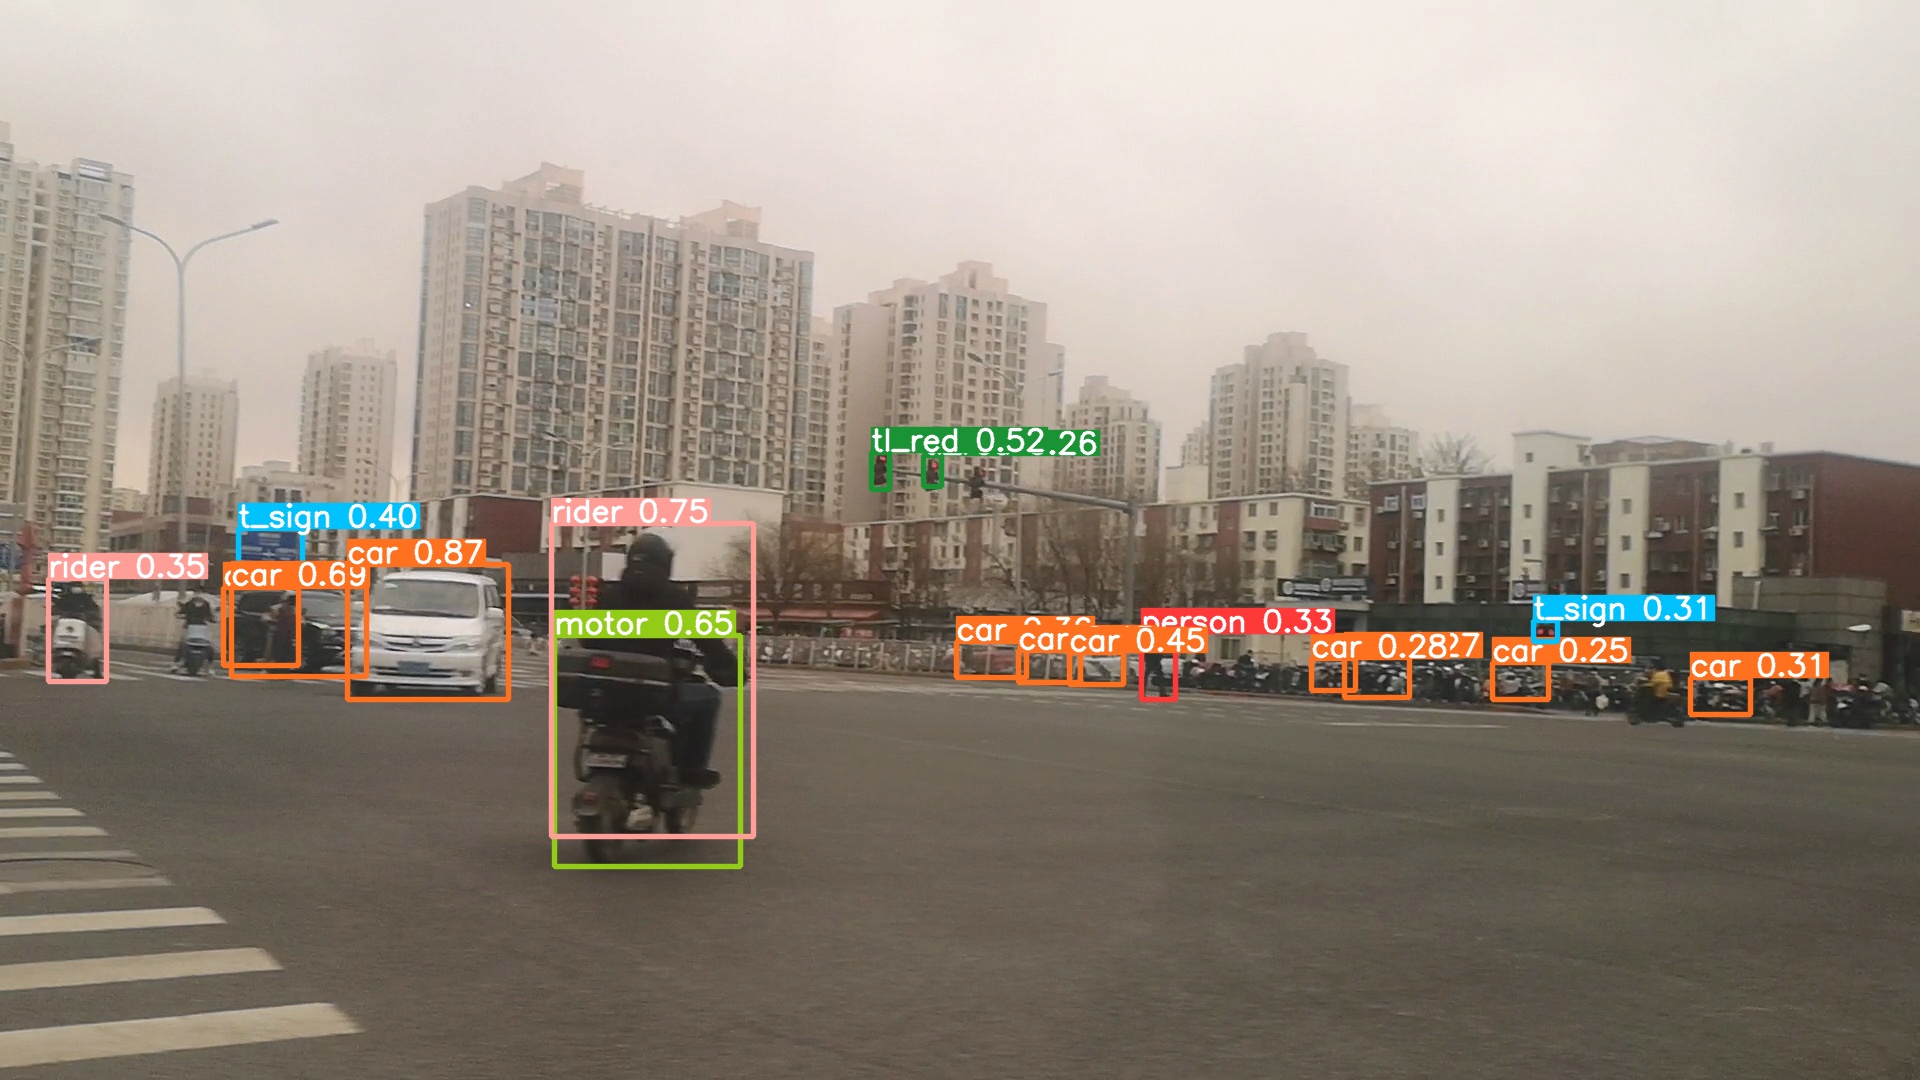 tl_red 0.52.26
t_sign 0.40
rider 0.75
car 0.87
rider 0.35
car 0.69
motor 0.65
t_sign 0.31
person 0.33
car
car
car 0.45
car 0.28
car 0.25
car 0.31